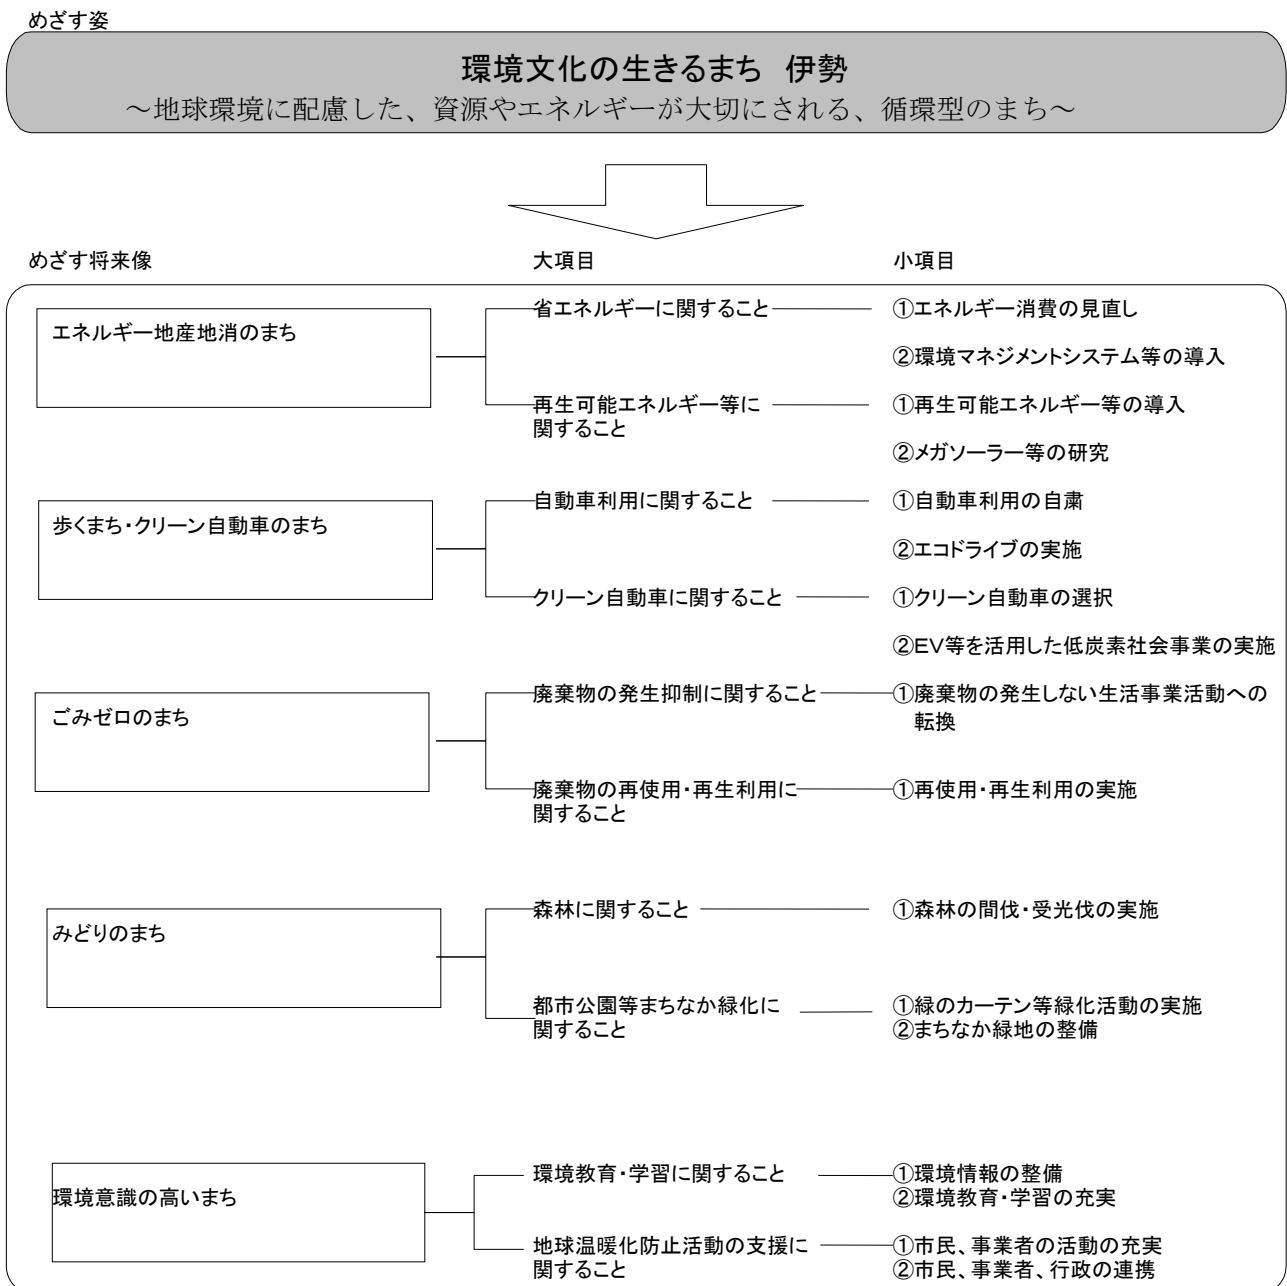 めざす姿
環境文化の生きるまち 伊勢
～地球環境に配慮した、資源やエネルギーが大切にされる、循環型のまち～
めざす将来像 大項目 小項目
エネルギー地産地消のまち
省エネルギーに関すること
①エネルギー消費の見直し
②環境マネジメントシステム等の導入
再生可能エネルギー等に
関すること
①再生可能エネルギー等の導入
②メガソーラー等の研究
歩くまち・クリーン自動車のまち
自動車利用に関すること
①自動車利用の自粛
②エコドライブの実施
クリーン自動車に関すること
①クリーン自動車の選択
②EV等を活用した低炭素社会事業の実施
ごみゼロのまち
廃棄物の発生抑制に関すること
①廃棄物の発生しない生活事業活動への
転換
廃棄物の再使用・再生利用に
関すること
①再使用・再生利用の実施
みどりのまち
森林に関すること
①森林の間伐・受光伐の実施
都市公園等まちなか緑化に
関すること
①緑のカーテン等緑化活動の実施
②まちなか緑地の整備
環境意識の高いまち
環境教育・学習に関すること
①環境情報の整備
②環境教育・学習の充実
地球温暖化防止活動の支援に
関すること
①市民、事業者の活動の充実
②市民、事業者、行政の連携